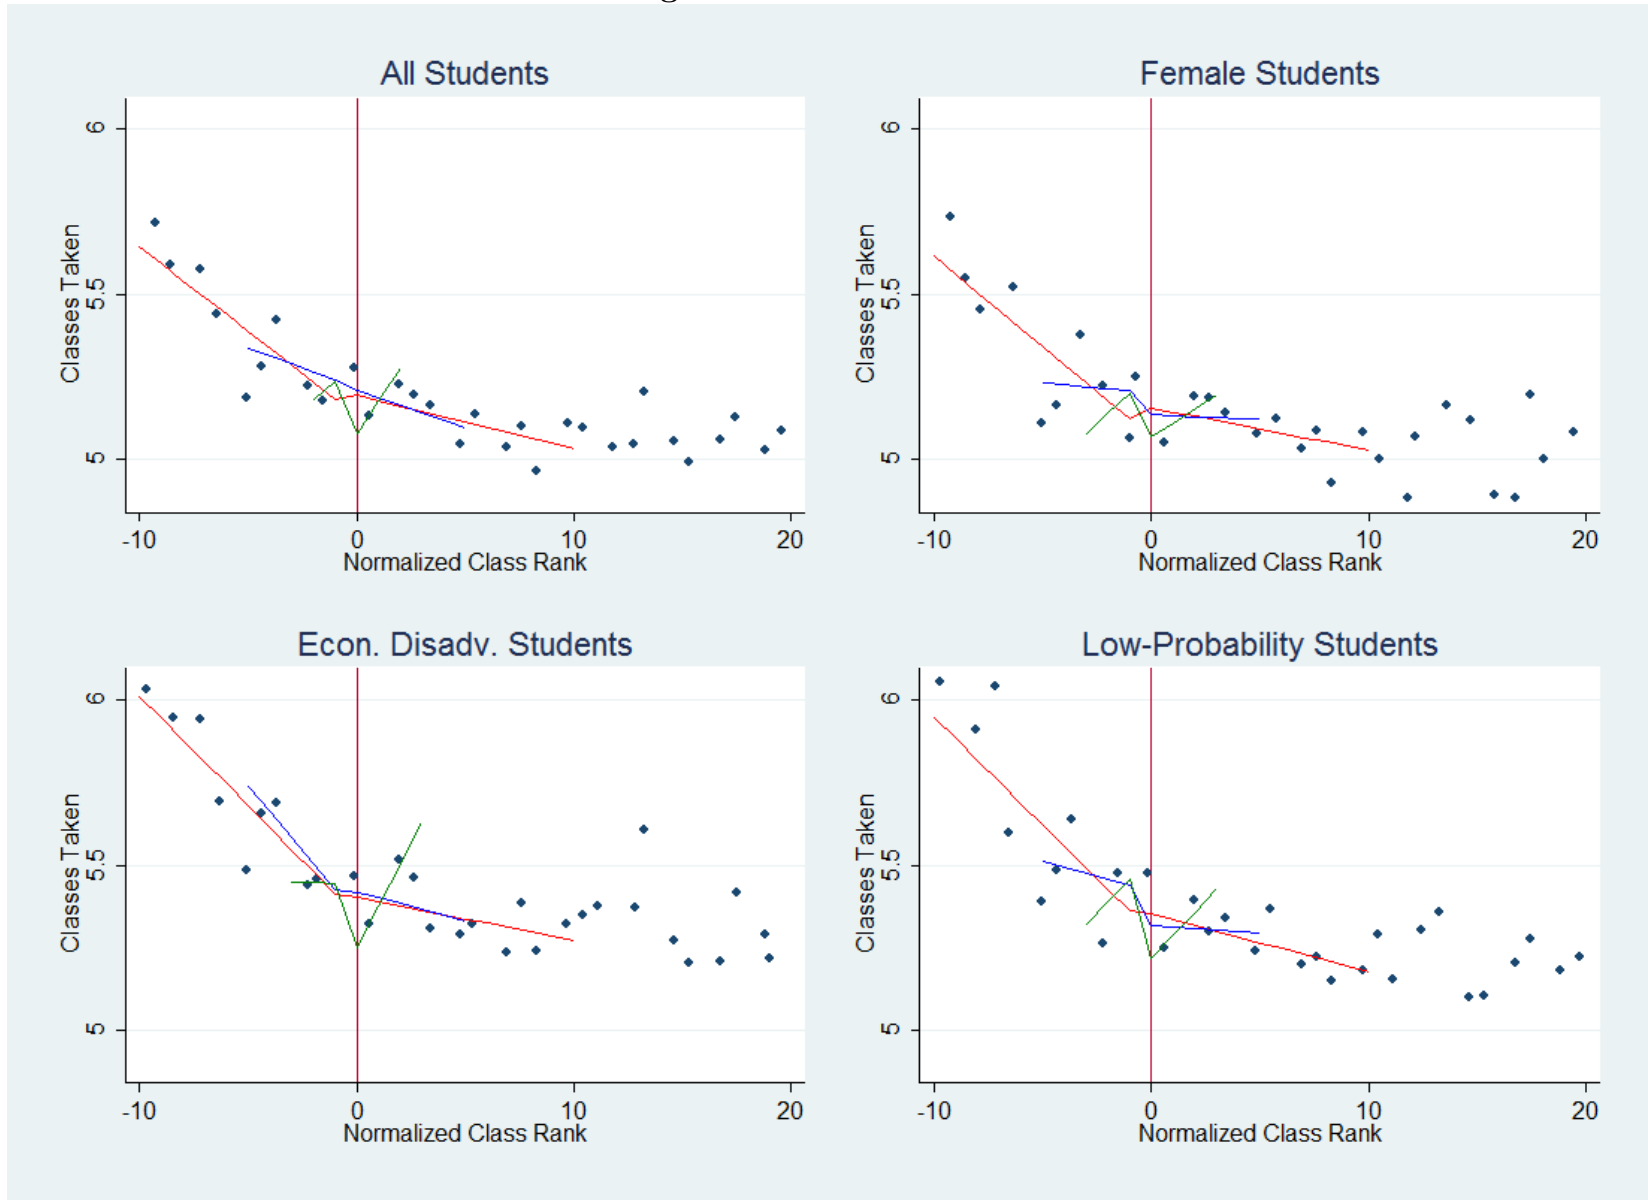 All Students
Classes Taken
6
5.5
5
-10 0 10 20
Normalized Class Rank
Female Students
Classes Taken
6
5.5
5
-10 0 10 20
Normalized Class Rank
Econ. Disadv. Students
Classes Taken
6
5.5
5
-10 0 10 20
Normalized Class Rank
Low-Probability Students
Classes Taken
6
5.5
5
-10 0 10 20
Normalized Class Rank